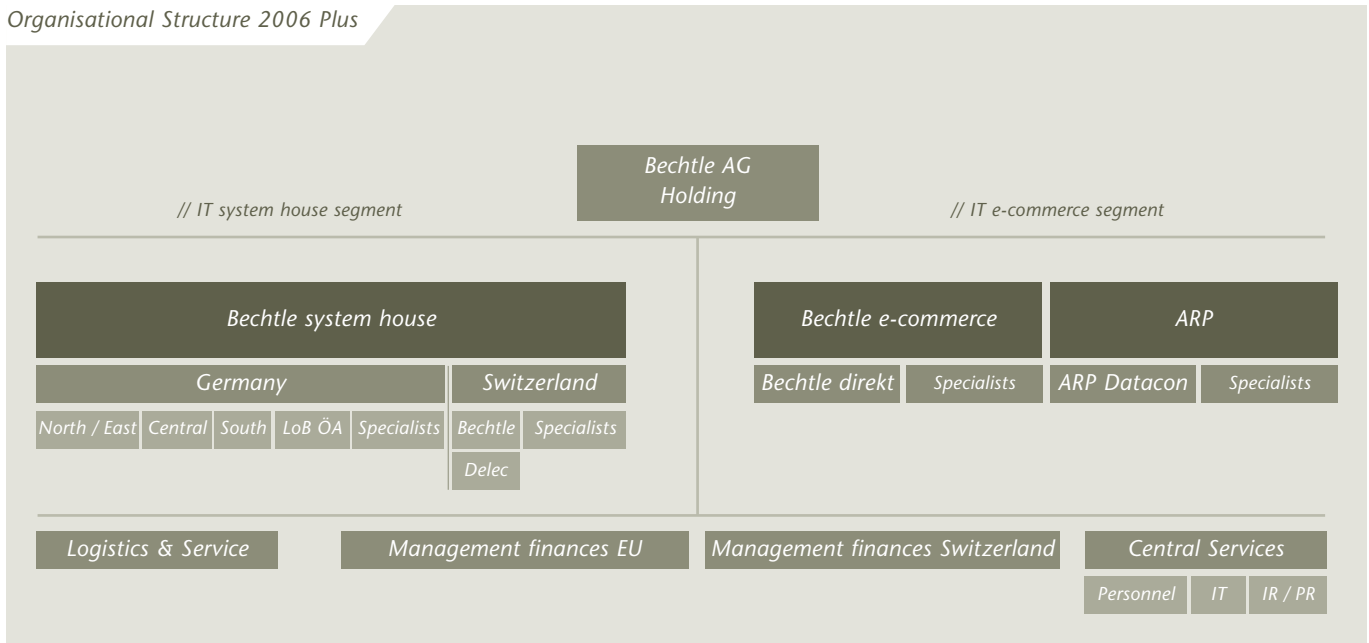 Organisational Structure 2006 Plus
Bechtle AG
Holding
// IT system house segment
// IT e-commerce segment
Bechtle system house
Bechtle e-commerce
ARP
Germany
Switzerland
Bechtle direkt
Specialists
ARP Datacon
Specialists
North / East
Central
South
LoB ÖA
Specialists
Bechtle
Specialists
Delec
Logistics & Service
Management finances EU
Management finances Switzerland
Central Services
Personnel
IT
IR / PR